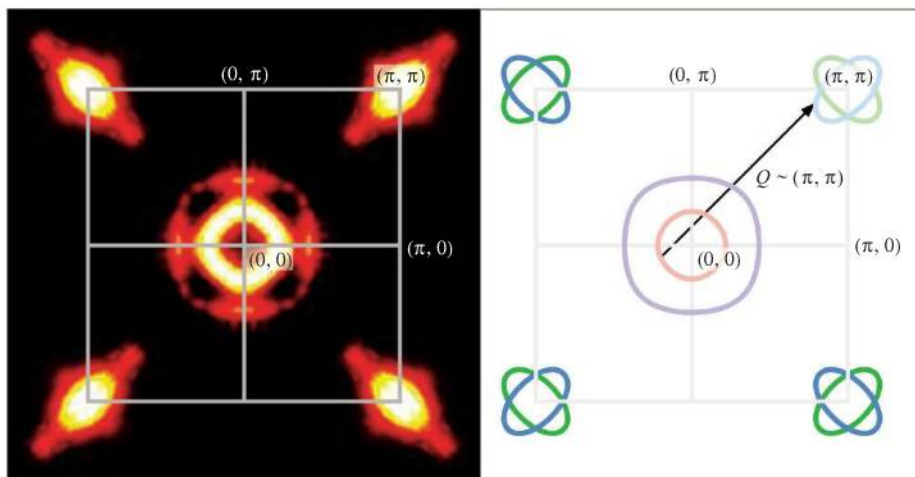 (0, π)
(π, π)
(0, 0)
(π, 0)
(0, π)
(π, π)
Q ~ (π, π)
(0, 0)
(π, 0)